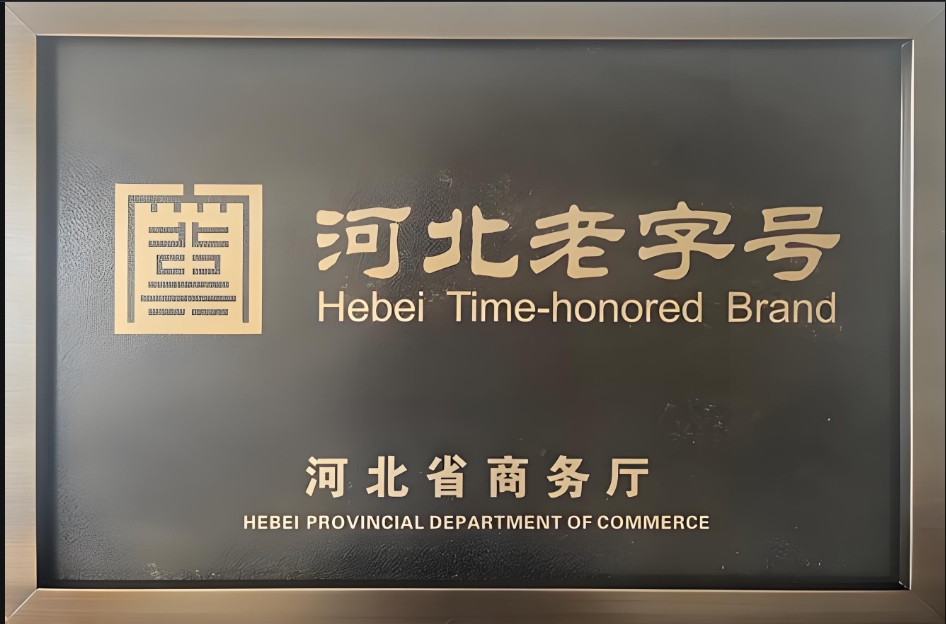 河北老字号
Hebei Time-honored Brand
河北省商务厅
HEBEI PROVINCIAL DEPARTMENT OF COMMERCE